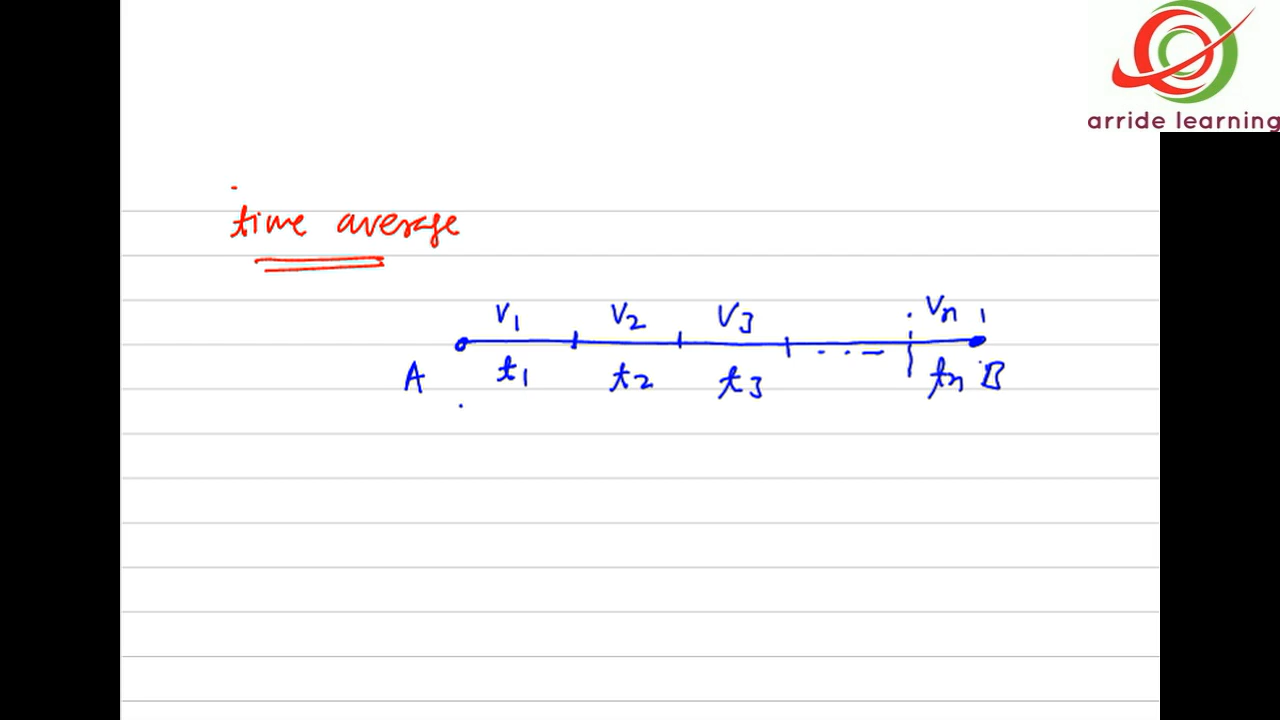 arride learning
time average
V1 V2 V3 Vn
A t1 t2 t3 ... tn B